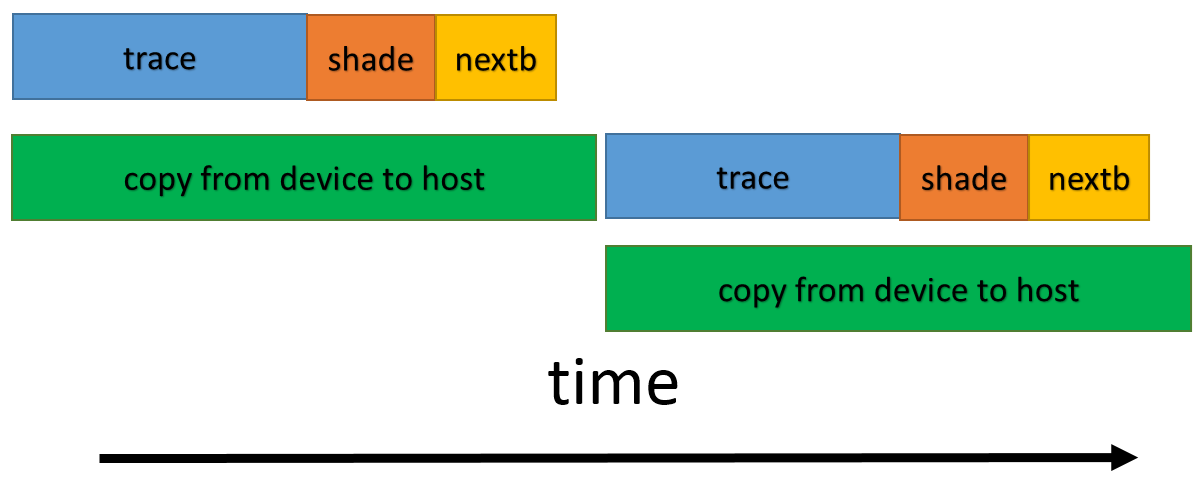 trace
shade
nextb
copy from device to host
trace
shade
nextb
copy from device to host
time